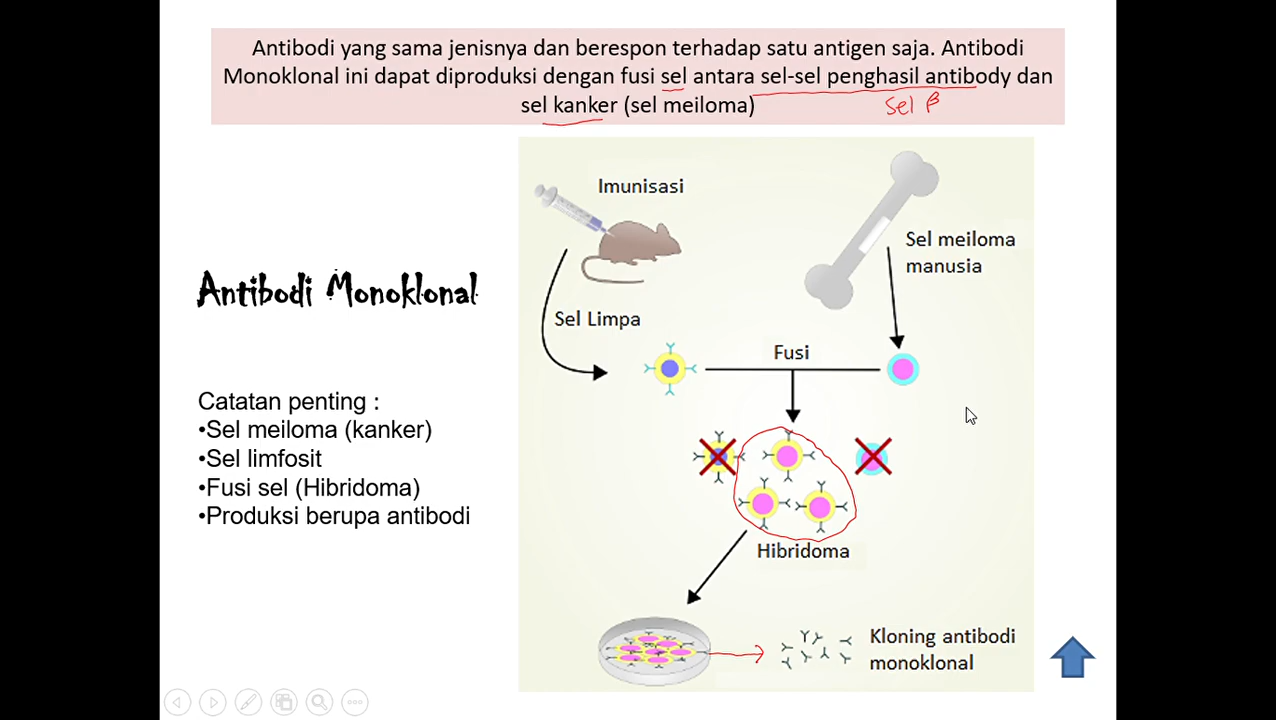 Antibodi yang sama jenisnya dan berespon terhadap satu antigen saja. Antibodi
Monoklonal ini dapat diproduksi dengan fusi sel antara sel-sel penghasil antibody dan
sel kanker (sel meiloma)
Sel β
Imunisasi
Sel meiloma
manusia
Antibodi Monoklonal
Sel Limpa
Fusi
Catatan penting :
•Sel meiloma (kanker)
•Sel limfosit
•Fusi sel (Hibridoma)
•Produksi berupa antibodi
Hibridoma
Kloning antibodi
monoklonal